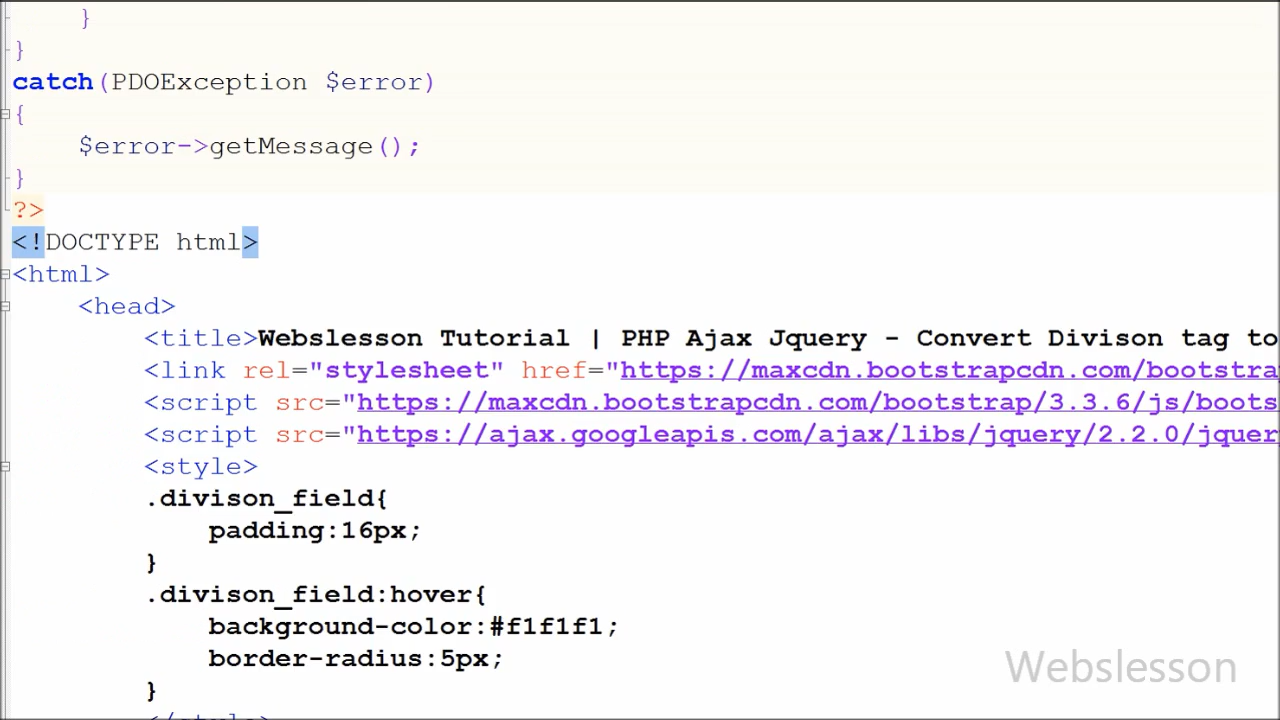 }
}
catch(PDOException $error)
{
$error->getMessage();
}
?>
<!DOCTYPE html>
<html>
<head>
<title>Webslesson Tutorial | PHP Ajax Jquery - Convert Divison tag to
<link rel="stylesheet" href="https://maxcdn.bootstrapcdn.com/bootstra
<script src="https://maxcdn.bootstrapcdn.com/bootstrap/3.3.6/js/boots
<script src="https://ajax.googleapis.com/ajax/libs/jquery/2.2.0/jquer
<style>
.divison_field{
padding:16px;
}
.divison_field:hover{
background-color:#f1f1f1;
border-radius:5px;
}
Webslesson